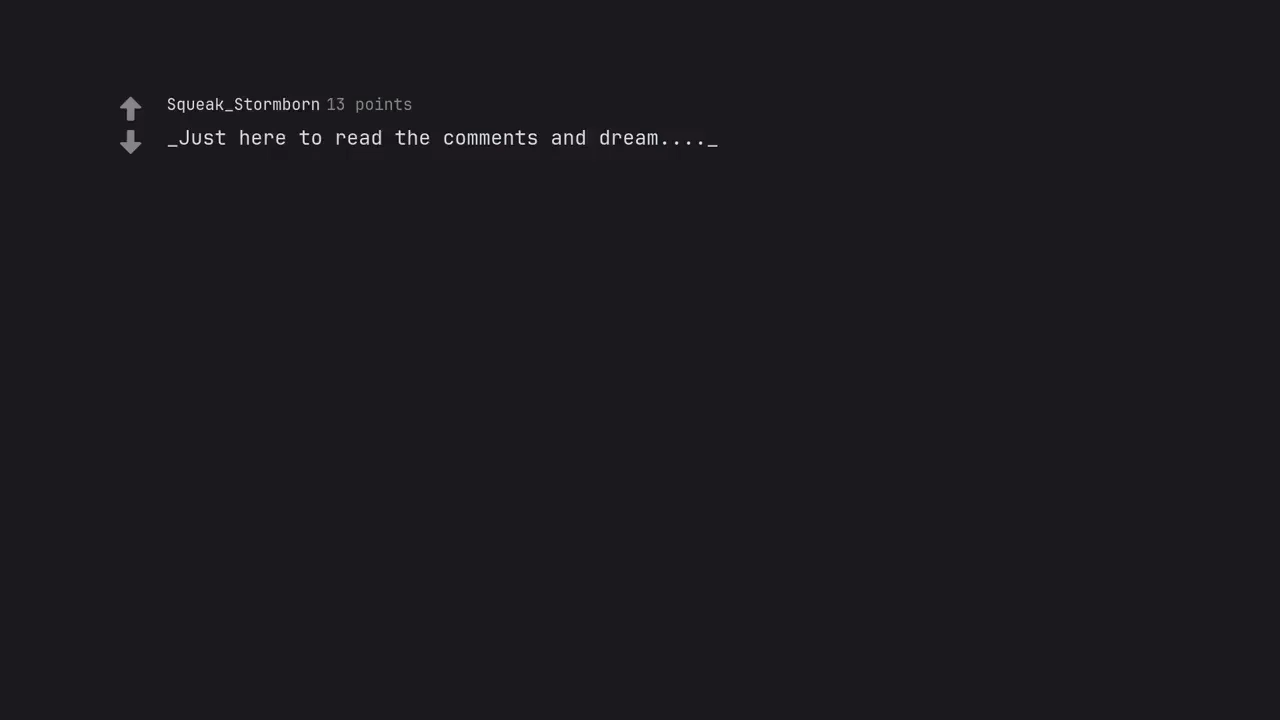 Squeak_Stormborn 13 points
_Just here to read the comments and dream...._